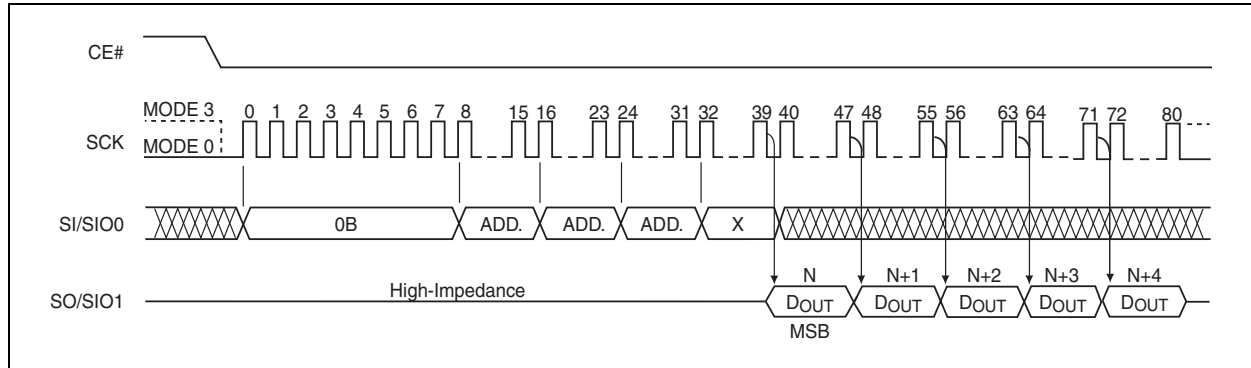 CE#
MODE 3
0 1 2 3 4 5 6 7 8 15 16 23 24 31 32 39 40 47 48 55 56 63 64 71 72 80
SCK
MODE 0
SI/SIO0
0B ADD. ADD. ADD. X
N N+1 N+2 N+3 N+4
SO/SIO1
High-Impedance
DOUT DOUT DOUT DOUT DOUT
MSB